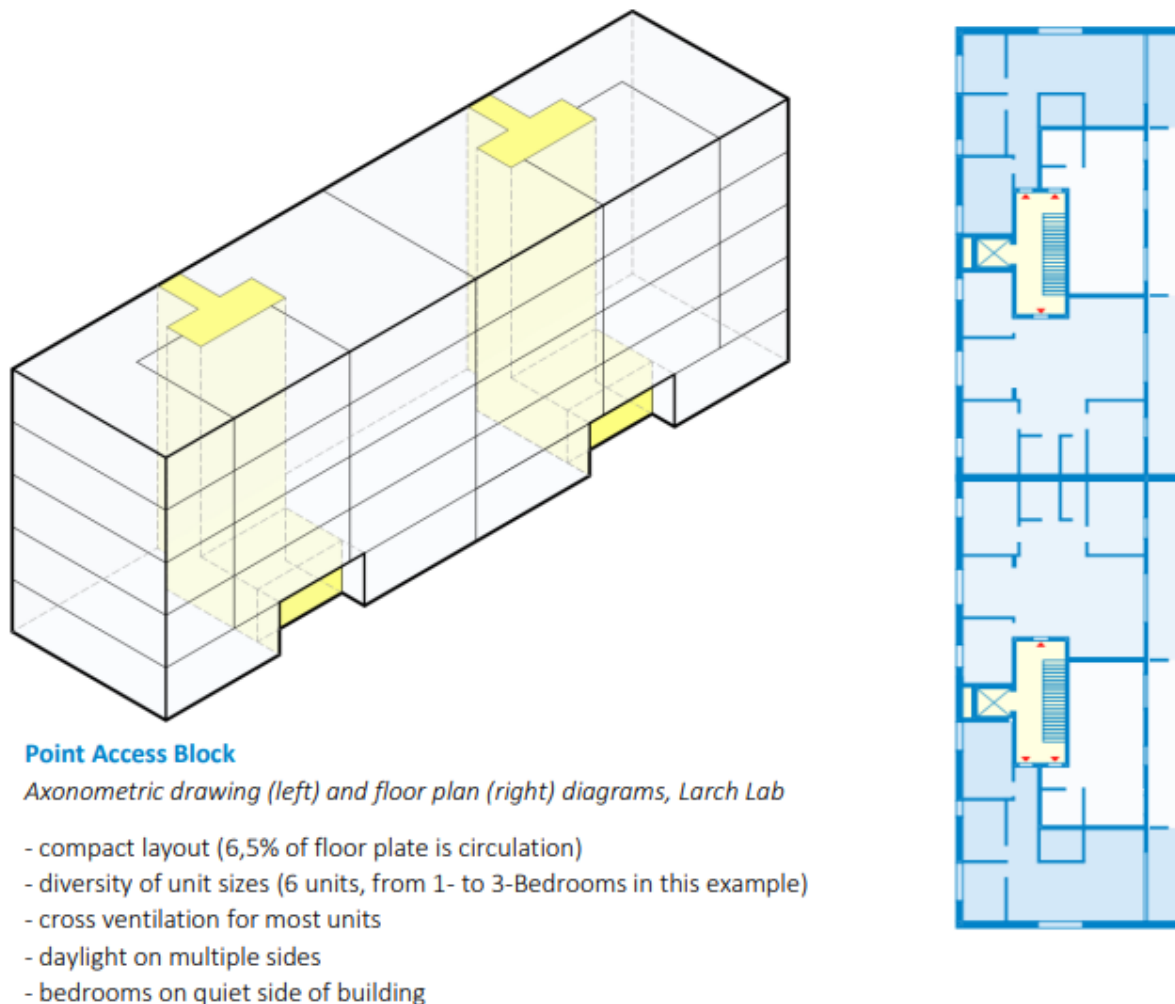 Point Access Block
Axonometric drawing (left) and floor plan (right) diagrams, Larch Lab
- compact layout (6,5% of floor plate is circulation)
- diversity of unit sizes (6 units, from 1- to 3-Bedrooms in this example)
- cross ventilation for most units
- daylight on multiple sides
- bedrooms on quiet side of building